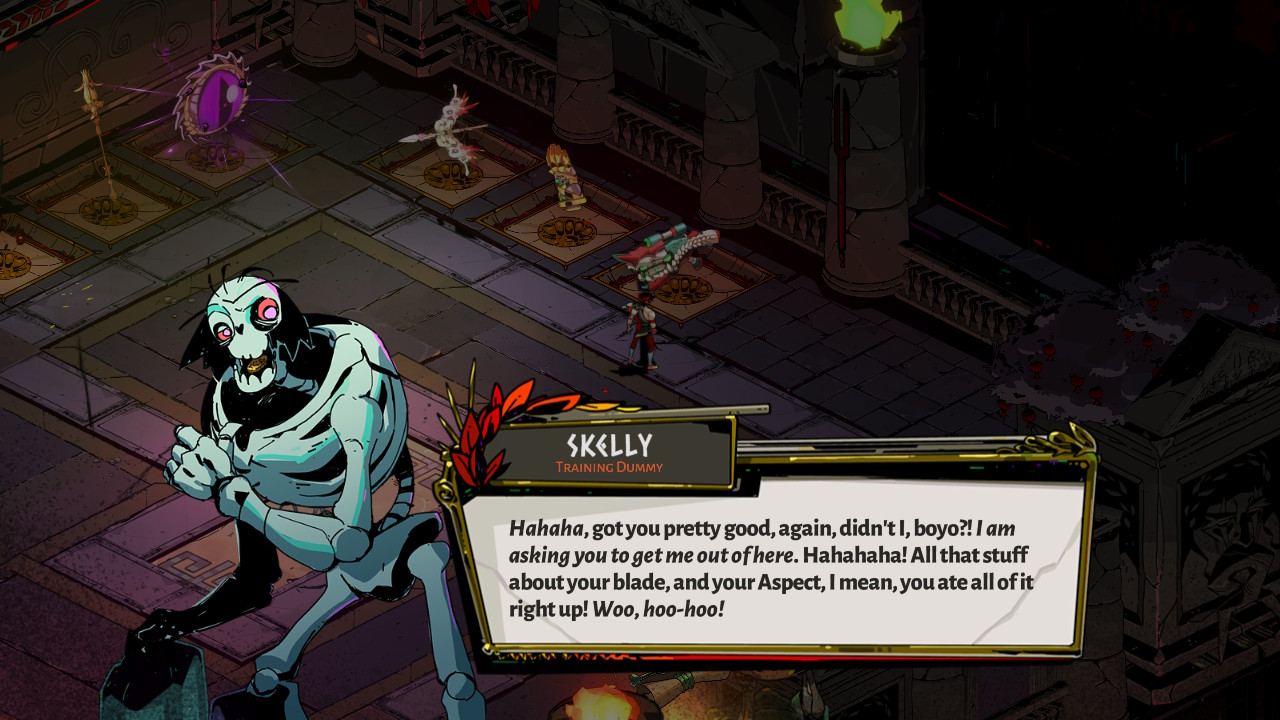 SKELLY
TRAINING DUMMY
Hahaha, got you pretty good, again, didn't I, boyo?! I am
asking you to get me out of here. Hahahaha! All that stuff
about your blade, and your Aspect, I mean, you ate all of it
right up! Woo, hoo-hoo!